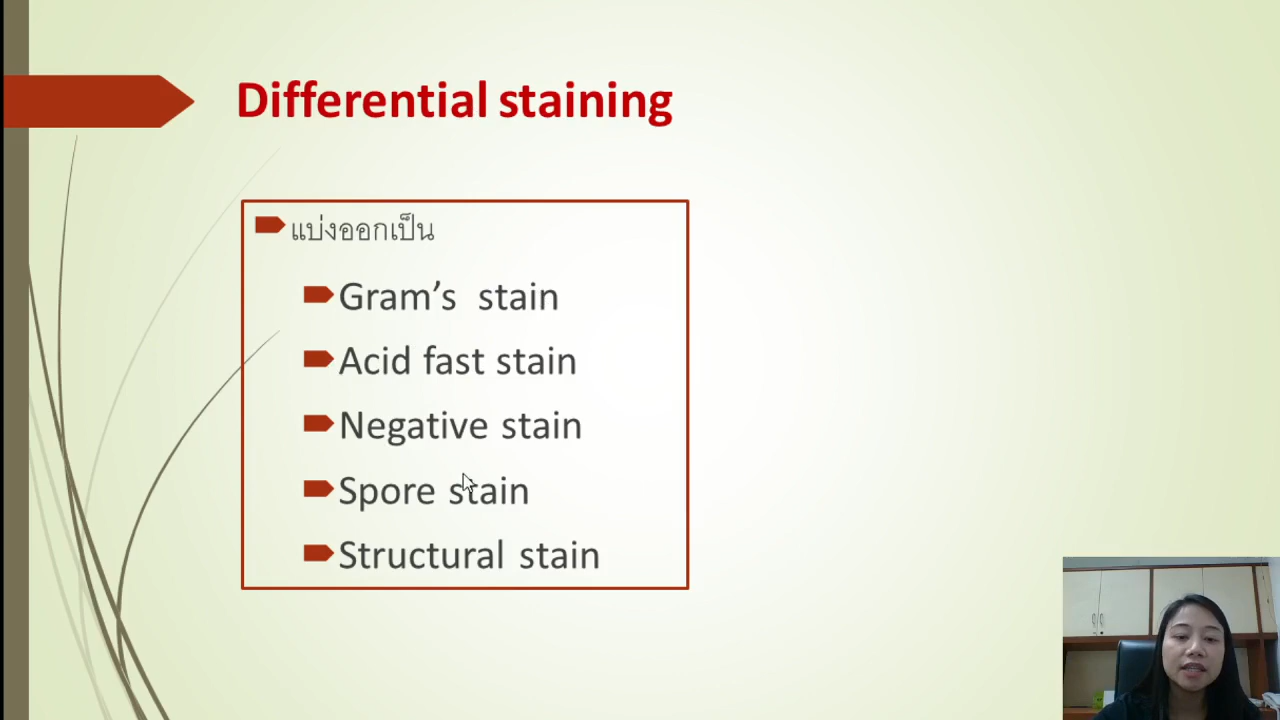 Differential staining
แบ่งออกเป็น
Gram’s stain
Acid fast stain
Negative stain
Spore stain
Structural stain